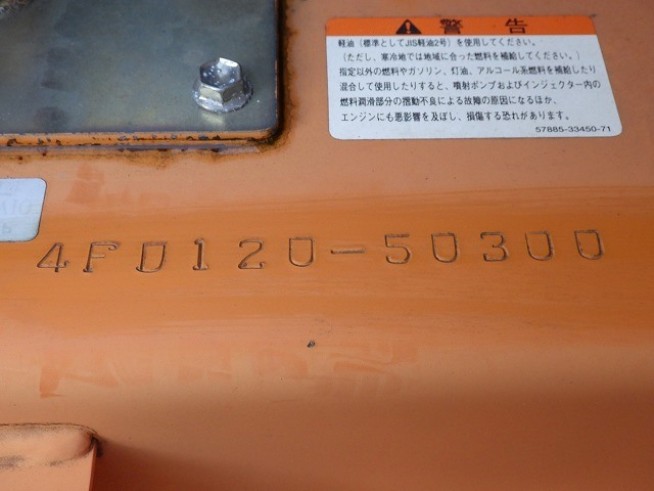 警告
軽油（標準としてJIS軽油2号）を使用してください。
（ただし、寒冷地では地域に合った燃料を補給してください。）
指定以外の燃料やガソリン、灯油、アルコール系燃料を補給したり
混合して使用したりすると、噴射ポンプおよびインジェクター内の
燃料潤滑部分の摺動不良による故障の原因になるほか、
エンジンにも悪影響を及ぼし、損傷する恐れがあります。
57885-33450-71
4FD120-50300